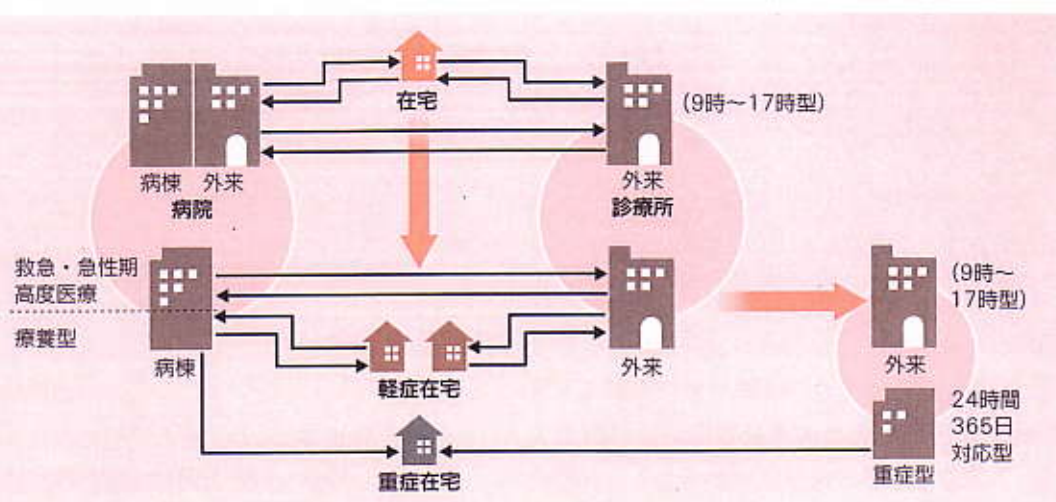 在宅
(9時～17時型)
病棟 外来
病院
外来
診療所
救急・急性期
高度医療
療養型
病棟
軽症在宅
重症在宅
外来
(9時～
17時型)
外来
24時間
365日
対応型
重症型